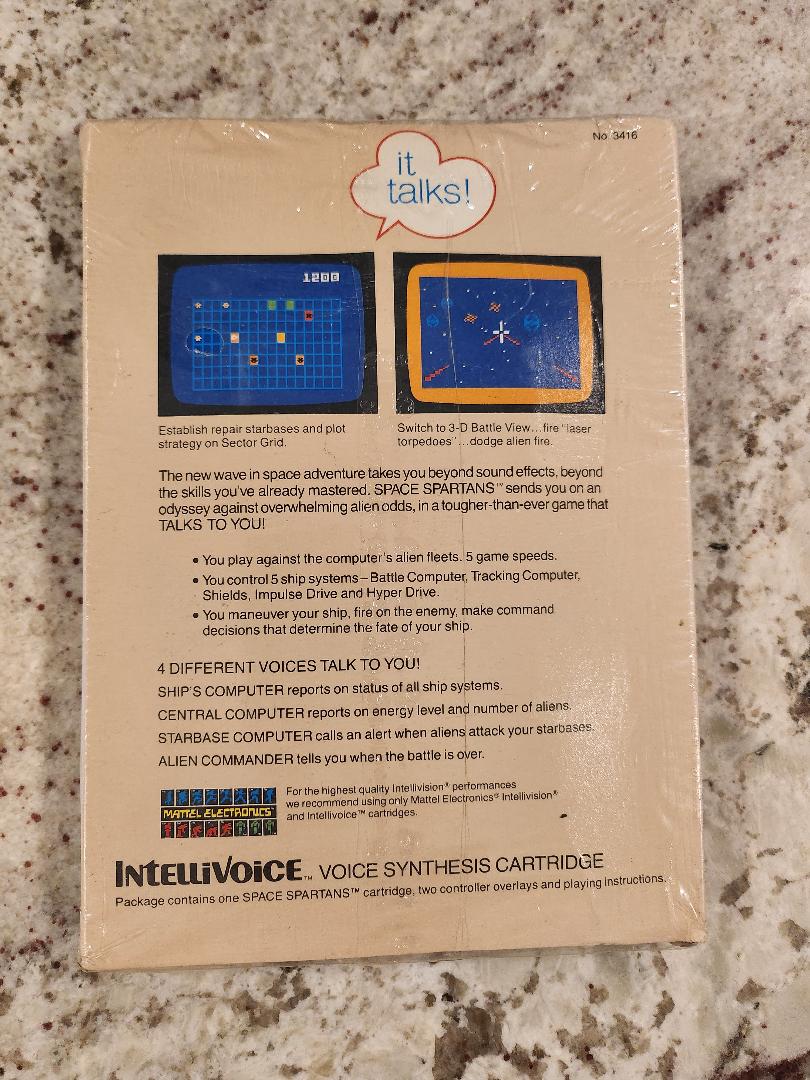 No. 3416
it
talks!
1200
Establish repair starbases and plot
strategy on Sector Grid.
Switch to 3-D Battle View...fire "laser
torpedoes"...dodge alien fire.
The new wave in space adventure takes you beyond sound effects, beyond
the skills you've already mastered. SPACE SPARTANS™ sends you on an
odyssey against overwhelming alien odds, in a tougher-than-ever game that
TALKS TO YOU!
• You play against the computer's alien fleets. 5 game speeds.
• You control 5 ship systems–Battle Computer, Tracking Computer,
Shields, Impulse Drive and Hyper Drive.
• You maneuver your ship, fire on the enemy, make command
decisions that determine the fate of your ship.
4 DIFFERENT VOICES TALK TO YOU!
SHIP'S COMPUTER reports on status of all ship systems.
CENTRAL COMPUTER reports on energy level and number of aliens.
STARBASE COMPUTER calls an alert when aliens attack your starbases.
ALIEN COMMANDER tells you when the battle is over.
MATTEL ELECTRONICS®
For the highest quality Intellivision® performances
we recommend using only Mattel Electronics® Intellivision®
and Intellivoice™ cartridges.
INTELLIVOICE™ VOICE SYNTHESIS CARTRIDGE
Package contains one SPACE SPARTANS™ cartridge, two controller overlays and playing instructions.